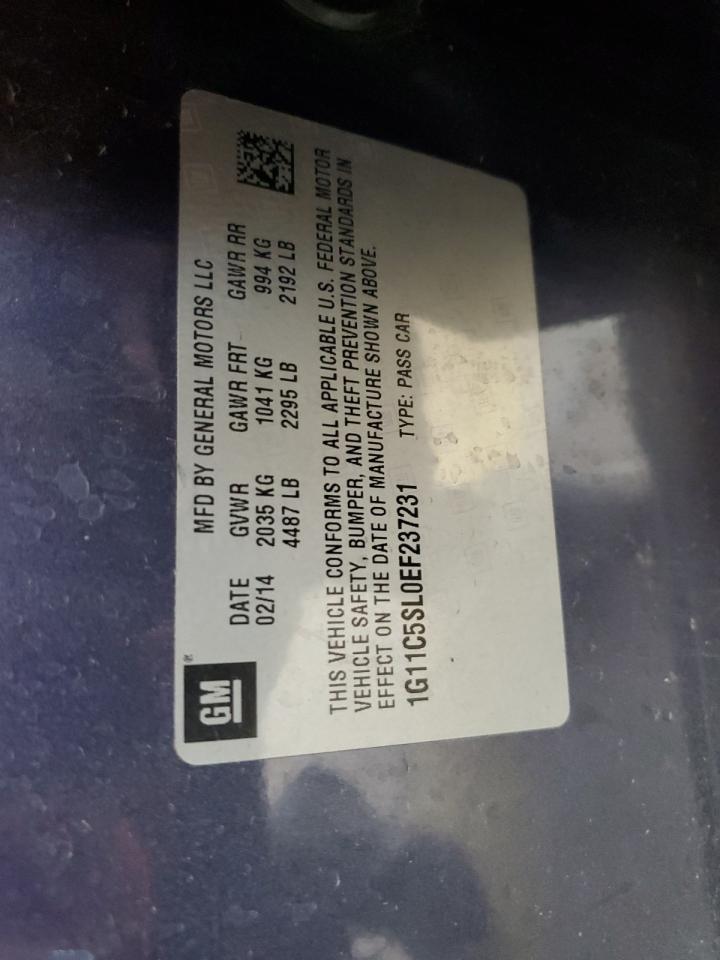 GM®
MFD BY GENERAL MOTORS LLC
DATE GVWR GAWR FRT GAWR RR
02/14 2035 KG 1041 KG 994 KG
4487 LB 2295 LB 2192 LB
THIS VEHICLE CONFORMS TO ALL APPLICABLE U.S. FEDERAL MOTOR
VEHICLE SAFETY, BUMPER, AND THEFT PREVENTION STANDARDS IN
EFFECT ON THE DATE OF MANUFACTURE SHOWN ABOVE.
1G11C5SL0EF237231 TYPE: PASS CAR